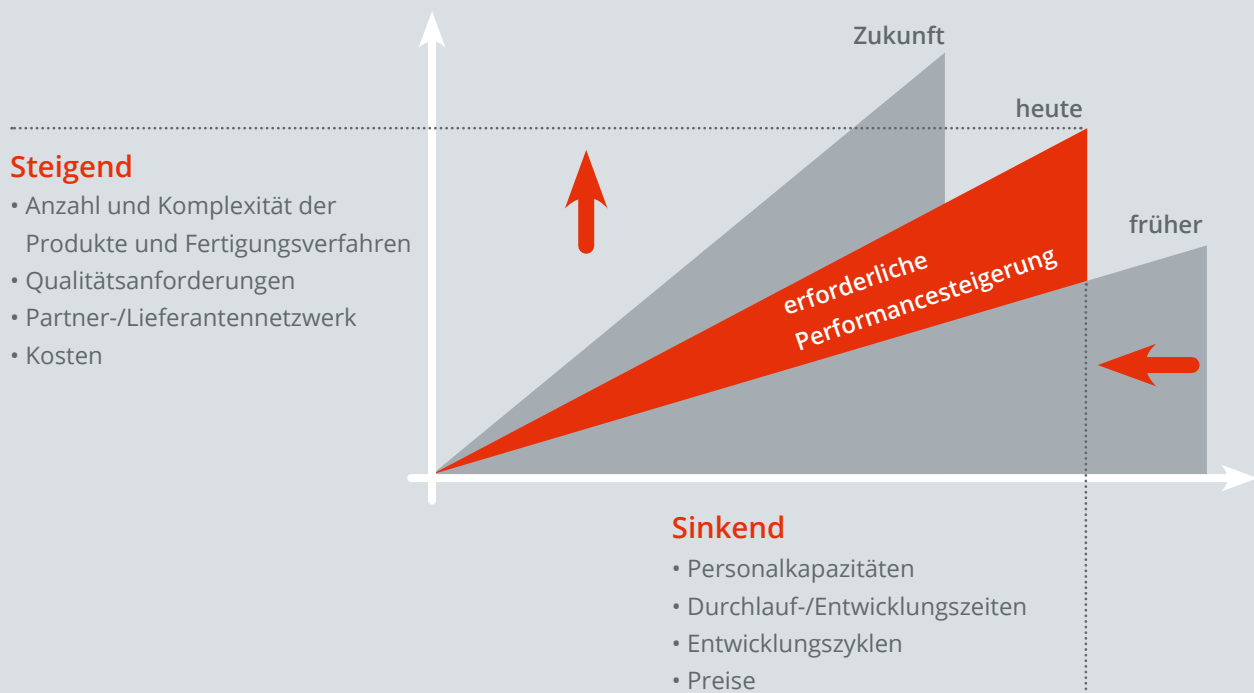 Zukunft
heute
früher
Steigend
• Anzahl und Komplexität der
Produkte und Fertigungsverfahren
• Qualitätsanforderungen
• Partner-/Lieferantennetzwerk
• Kosten
erforderliche
Performancesteigerung
Sinkend
• Personalkapazitäten
• Durchlauf-/Entwicklungszeiten
• Entwicklungszyklen
• Preise